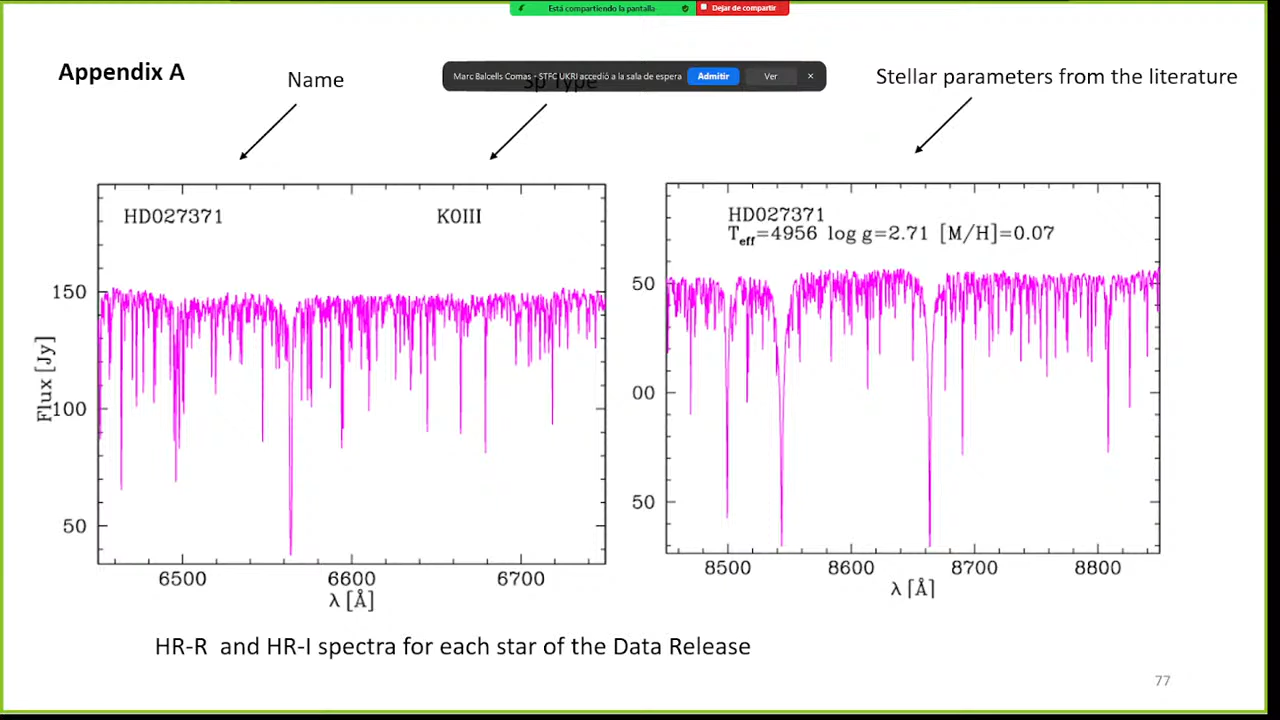 Está compartiendo la pantalla
Dejar de compartir
Appendix A
Name
Marc Balcells Comas - STFC UKRI accedió a la sala de espera
Admitir
Ver
×
Sp Type
Stellar parameters from the literature
HD027371
K0III
150
100
50
Flux [Jy]
6500
6600
6700
λ [Å]
HD027371
Teff=4956 log g=2.71 [M/H]=0.07
50
00
50
8500
8600
8700
8800
λ [Å]
HR-R and HR-I spectra for each star of the Data Release
77